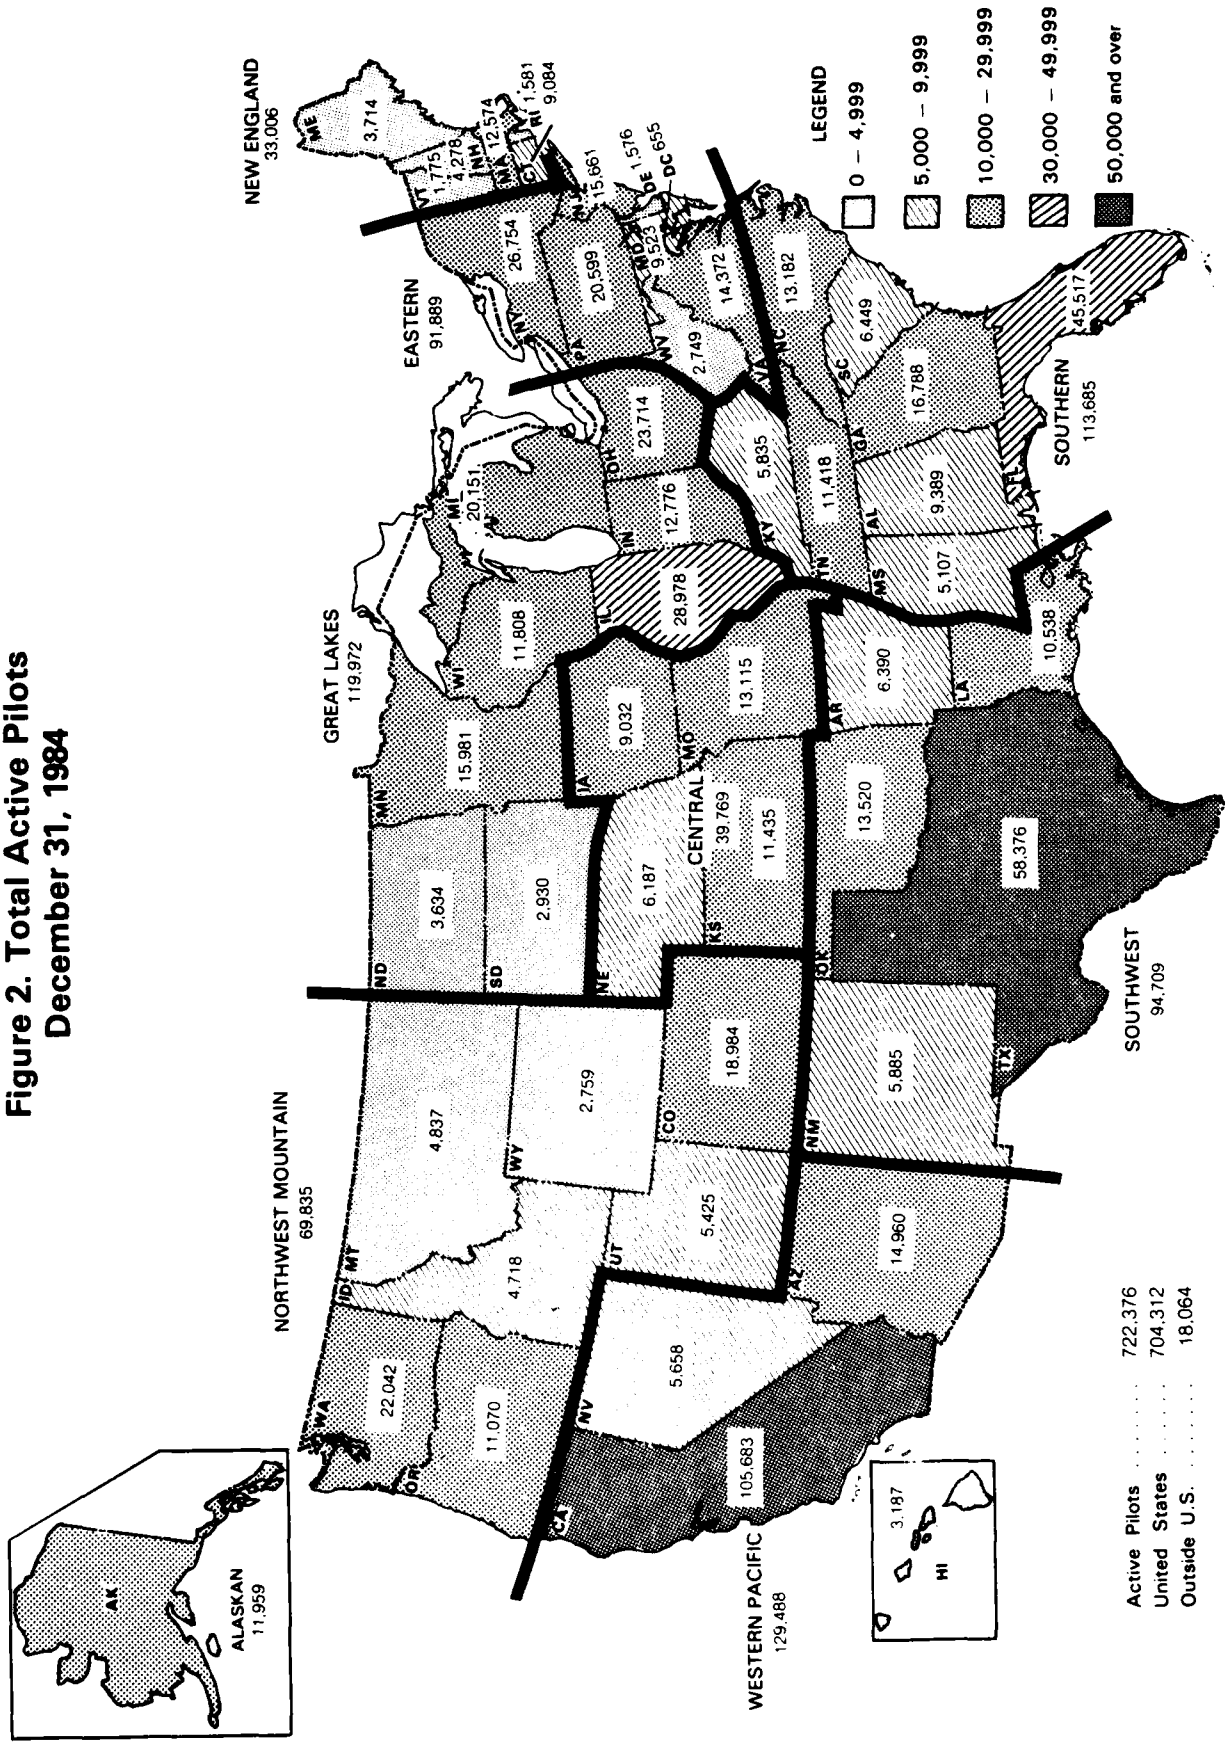 Figure 2. Total Active Pilots
December 31, 1984
ALASKAN
11,959
AK
NORTHWEST MOUNTAIN
69,835
WA
22,042
OR
11,070
ID
4,718
MT
4,837
WY
2,759
UT
5,425
CO
18,984
WESTERN PACIFIC
129,488
CA
105,683
NV
5,658
AZ
14,960
HI
3,187
GREAT LAKES
119,972
ND
3,634
SD
2,930
MN
15,981
WI
11,808
MI
20,151
IL
28,978
IN
12,776
OH
23,714
CENTRAL
39,769
NE
6,187
KS
11,435
IA
9,032
MO
13,115
SOUTHWEST
94,709
NM
5,885
TX
58,376
OK
13,520
AR
6,390
LA
10,538
EASTERN
91,889
NY
26,754
PA
20,599
NJ
15,661
DE 1,576
DC 655
MD
9,523
WV
2,749
VA
14,372
NEW ENGLAND
33,006
ME
3,714
VT
1,775
4,278
NH
MA 12,574
RI 1,581
CT
9,084
SOUTHERN
113,685
KY
5,835
TN
11,418
NC
13,182
SC
6,449
GA
16,788
AL
9,389
MS
5,107
FL
45,517
LEGEND
0 – 4,999
5,000 – 9,999
10,000 – 29,999
30,000 – 49,999
50,000 and over
Active Pilots . . . . . . . 722,376
United States . . . . . . . 704,312
Outside U.S. . . . . . . . 18,064